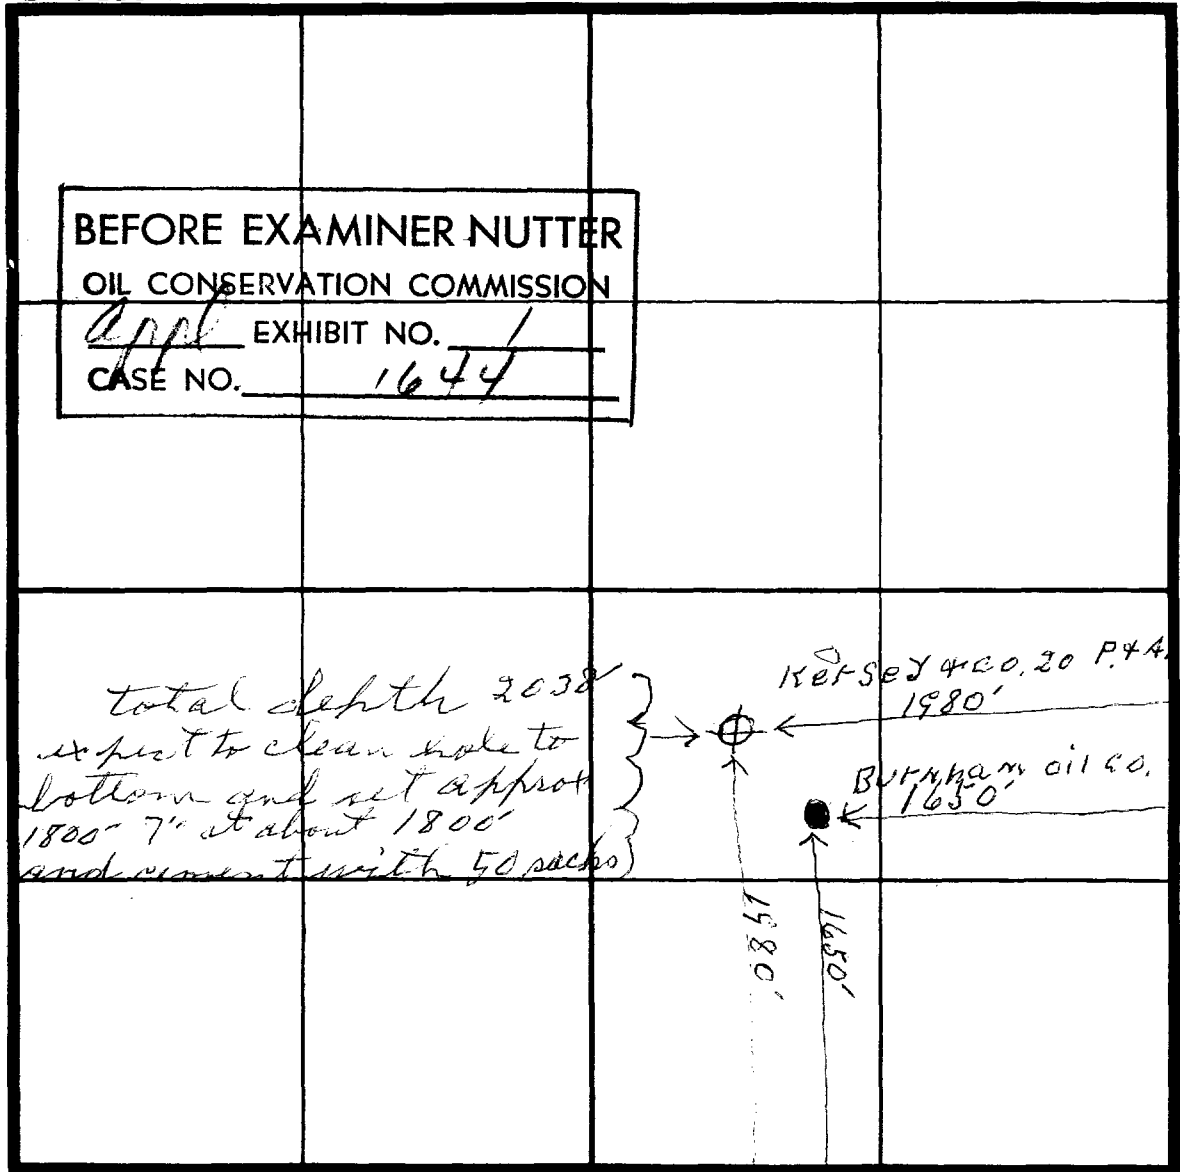 BEFORE EXAMINER NUTTER
OIL CONSERVATION COMMISSION
appl EXHIBIT NO. 1
CASE NO. 1644
Kersey & co. 20 P. & A.
1980'
total depth 2038'
expect to clean hole to
bottom and set approx
1800' 7" at about 1800'
and cement with 50 sacks
Burnham oil co.
1650'
1980'
1650'